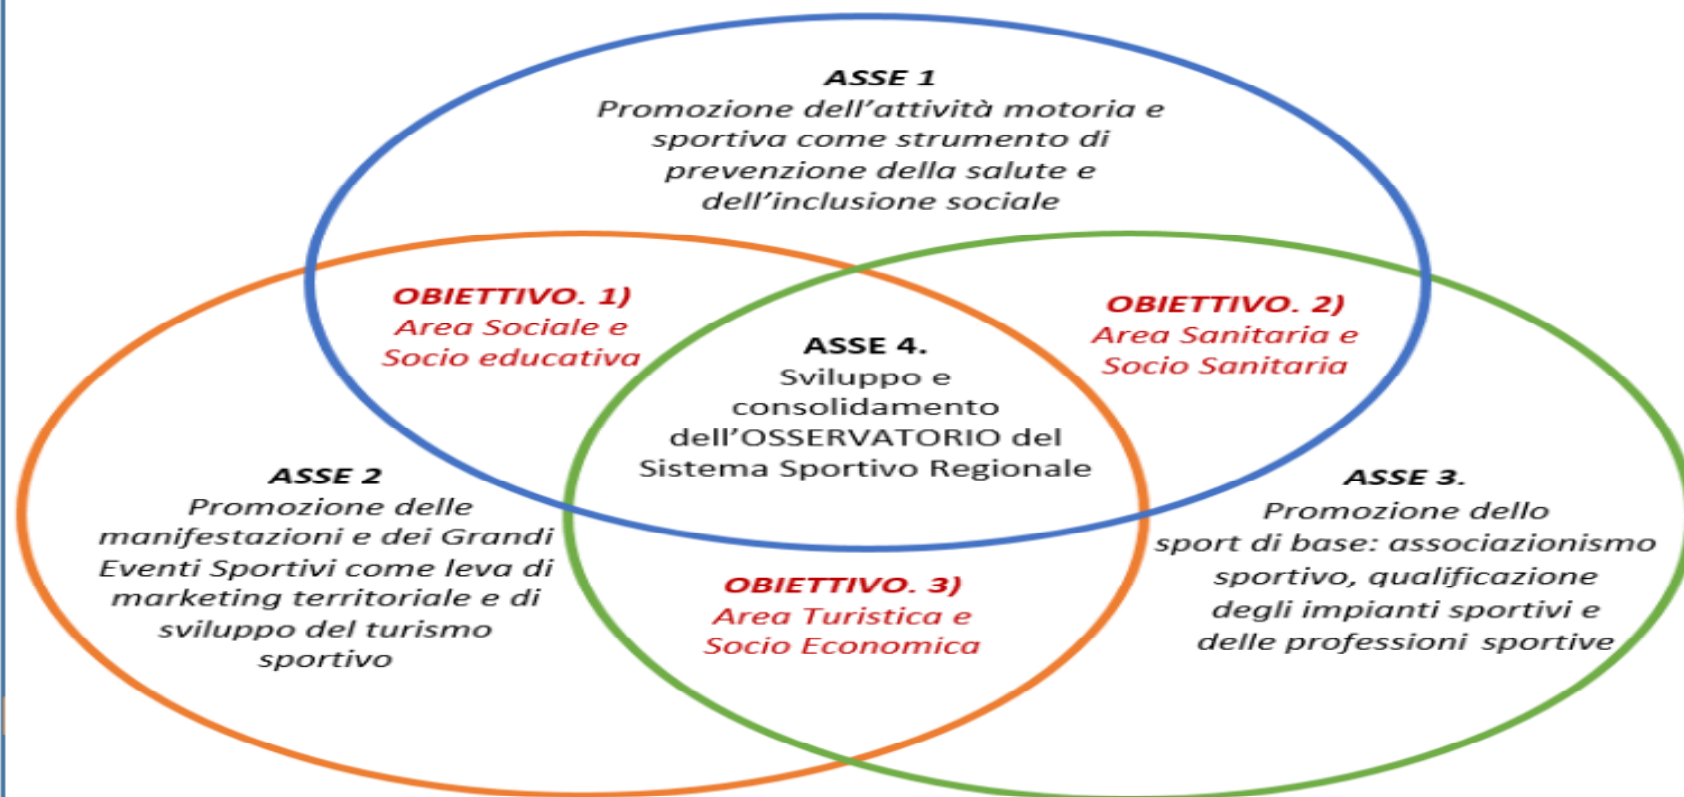 ASSE 1
Promozione dell'attività motoria e
sportiva come strumento di
prevenzione della salute e
dell'inclusione sociale
OBIETTIVO. 1)
Area Sociale e
Socio educativa
OBIETTIVO. 2)
Area Sanitaria e
Socio Sanitaria
ASSE 4.
Sviluppo e
consolidamento
dell'OSSERVATORIO del
Sistema Sportivo Regionale
ASSE 2
Promozione delle
manifestazioni e dei Grandi
Eventi Sportivi come leva di
marketing territoriale e di
sviluppo del turismo
sportivo
ASSE 3.
Promozione dello
sport di base: associazionismo
sportivo, qualificazione
degli impianti sportivi e
delle professioni sportive
OBIETTIVO. 3)
Area Turistica e
Socio Economica